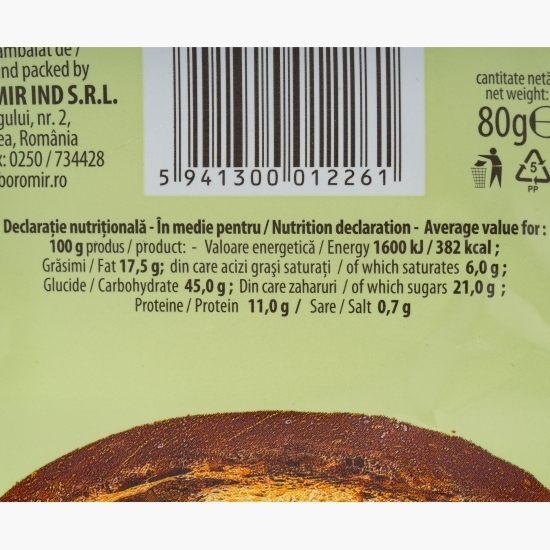 ambalat de /
and packed by
MIR IND S.R.L.
gului, nr. 2,
ea, România
x: 0250 / 734428
boromir.ro
5 941300 012261
cantitate netă
net weight:
80g e
5
PP
Declarație nutrițională - În medie pentru / Nutrition declaration - Average value for :
100 g produs / product: - Valoare energetică / Energy 1600 kJ / 382 kcal ;
Grăsimi / Fat 17,5 g; din care acizi grași saturați / of which saturates 6,0 g ;
Glucide / Carbohydrate 45,0 g ; Din care zaharuri / of which sugars 21,0 g ;
Proteine / Protein 11,0 g / Sare / Salt 0,7 g